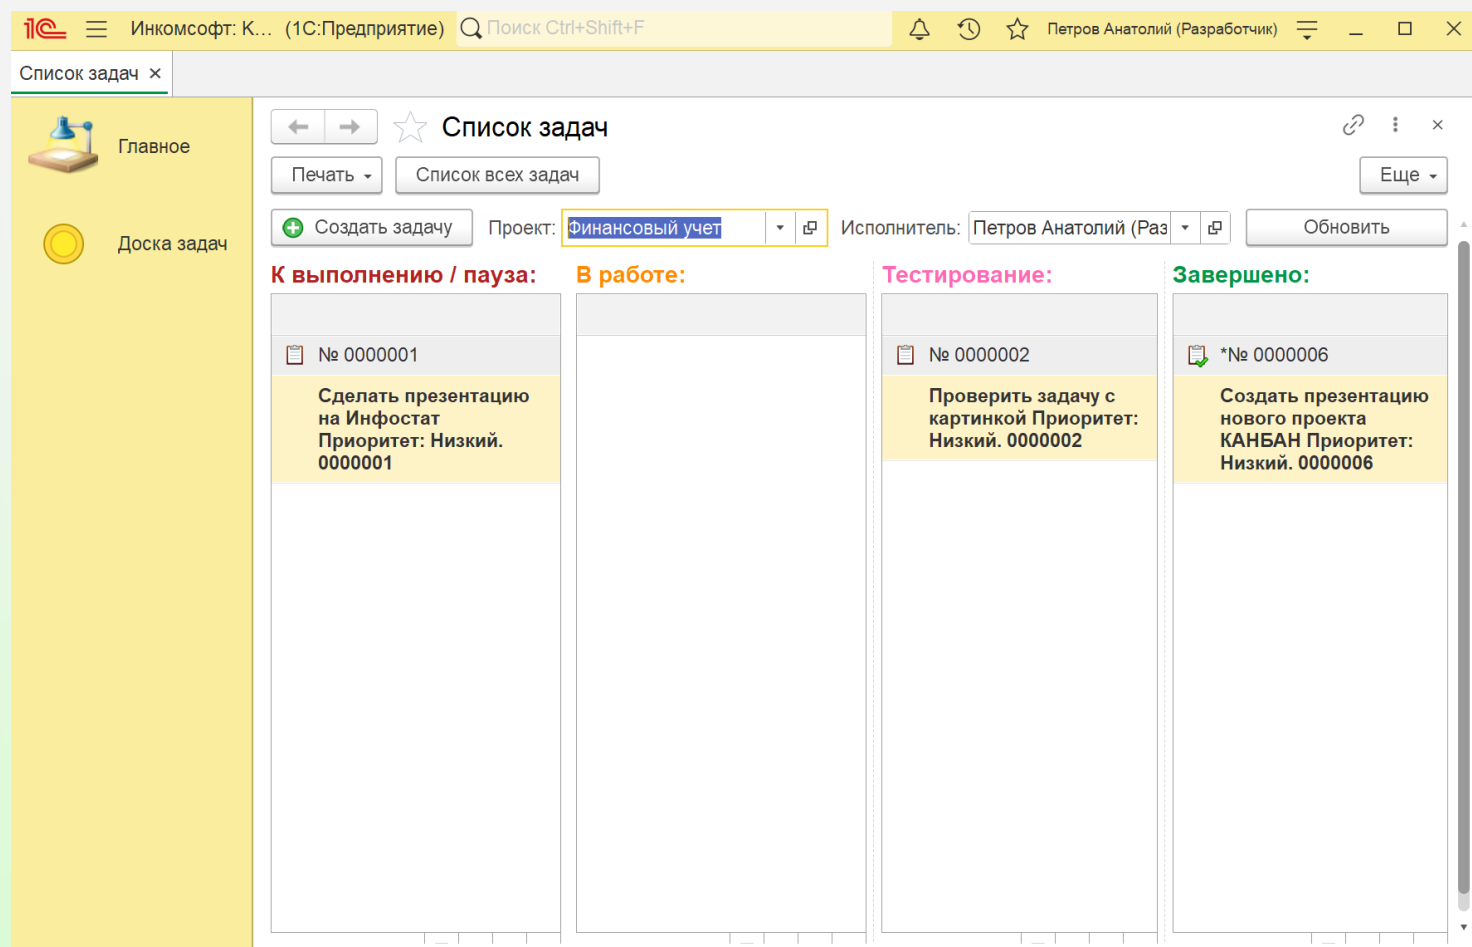 1С Инкомсофт: К... (1С:Предприятие) Поиск Ctrl+Shift+F Петров Анатолий (Разработчик)
Список задач
Главное
Доска задач
Список задач
Печать Список всех задач Еще
Создать задачу Проект: Финансовый учет Исполнитель: Петров Анатолий (Раз Обновить
К выполнению / пауза:
№ 0000001
Сделать презентацию
на Инфостат
Приоритет: Низкий.
0000001
В работе:
Тестирование:
№ 0000002
Проверить задачу с
картинкой Приоритет:
Низкий. 0000002
Завершено:
*№ 0000006
Создать презентацию
нового проекта
КАНБАН Приоритет:
Низкий. 0000006